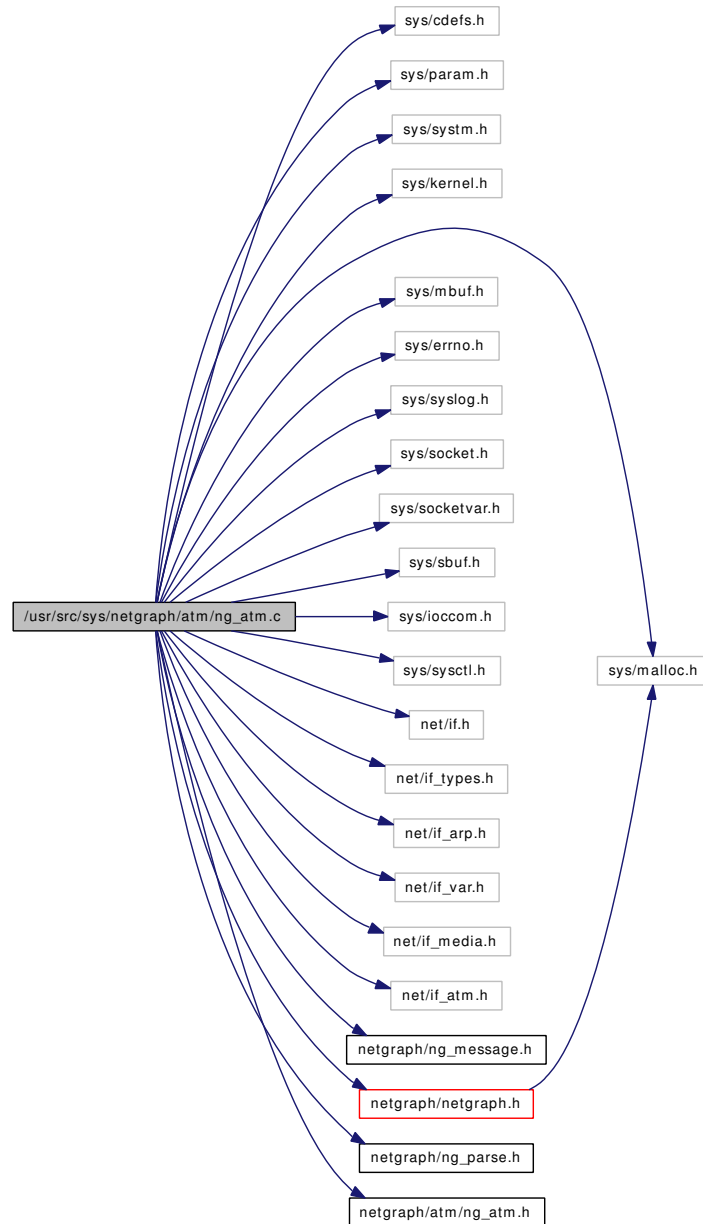 sys/cdefs.h
sys/param.h
sys/systm.h
sys/kernel.h
sys/mbuf.h
sys/errno.h
sys/syslog.h
sys/socket.h
sys/socketvar.h
sys/sbuf.h
/usr/src/sys/netgraph/atm/ng_atm.c
sys/ioccom.h
sys/sysctl.h
sys/malloc.h
net/if.h
net/if_types.h
net/if_arp.h
net/if_var.h
net/if_media.h
net/if_atm.h
netgraph/ng_message.h
netgraph/netgraph.h
netgraph/ng_parse.h
netgraph/atm/ng_atm.h